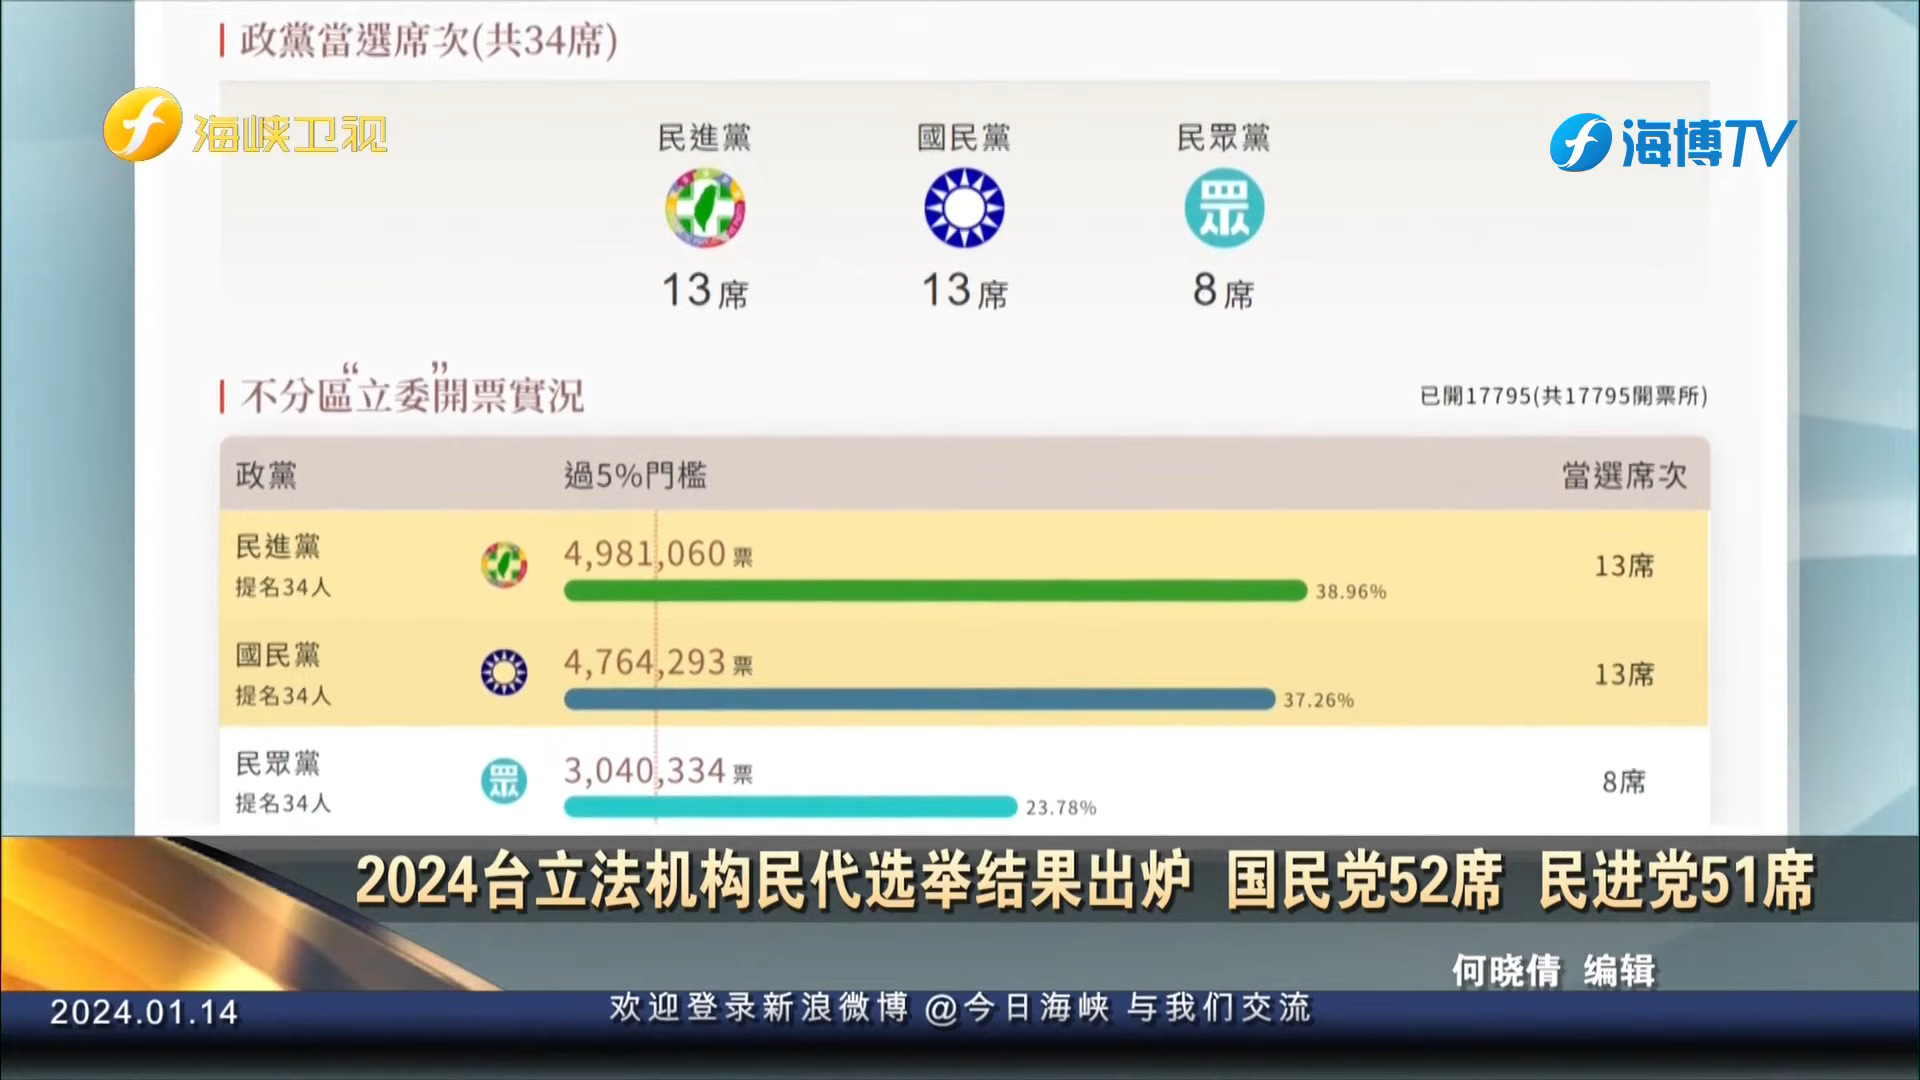 政黨當選席次(共34席)
海峡卫视
海博TV
民進黨 國民黨 民眾黨
眾
13席 13席 8席
不分區“立委”開票實況
已開17795(共17795開票所)
政黨 過5%門檻 當選席次
民進黨 4,981,060票 13席
提名34人 38.96%
國民黨 4,764,293票 13席
提名34人 37.26%
民眾黨 眾 3,040,334票 8席
提名34人 23.78%
2024台立法机构民代选举结果出炉 国民党52席 民进党51席
何晓倩 编辑
2024.01.14 欢迎登录新浪微博 @今日海峡 与我们交流